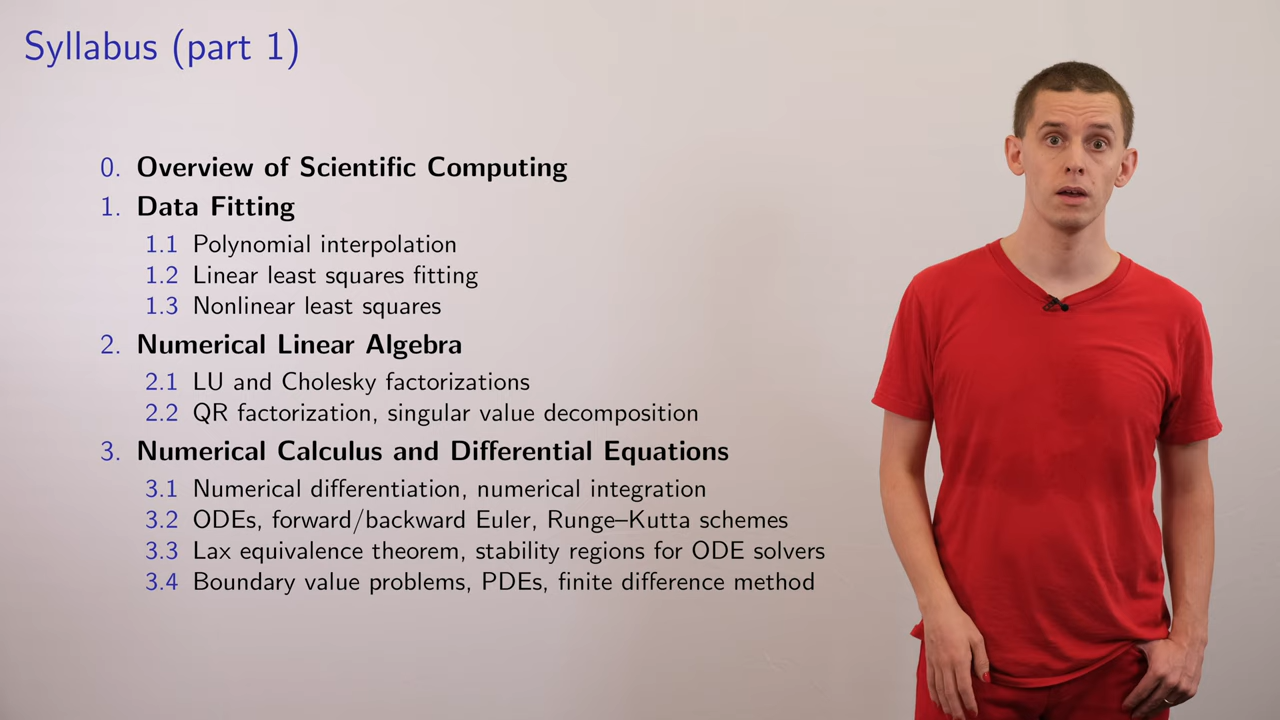 Syllabus (part 1)
0. Overview of Scientific Computing
1. Data Fitting
1.1 Polynomial interpolation
1.2 Linear least squares fitting
1.3 Nonlinear least squares
2. Numerical Linear Algebra
2.1 LU and Cholesky factorizations
2.2 QR factorization, singular value decomposition
3. Numerical Calculus and Differential Equations
3.1 Numerical differentiation, numerical integration
3.2 ODEs, forward/backward Euler, Runge–Kutta schemes
3.3 Lax equivalence theorem, stability regions for ODE solvers
3.4 Boundary value problems, PDEs, finite difference method